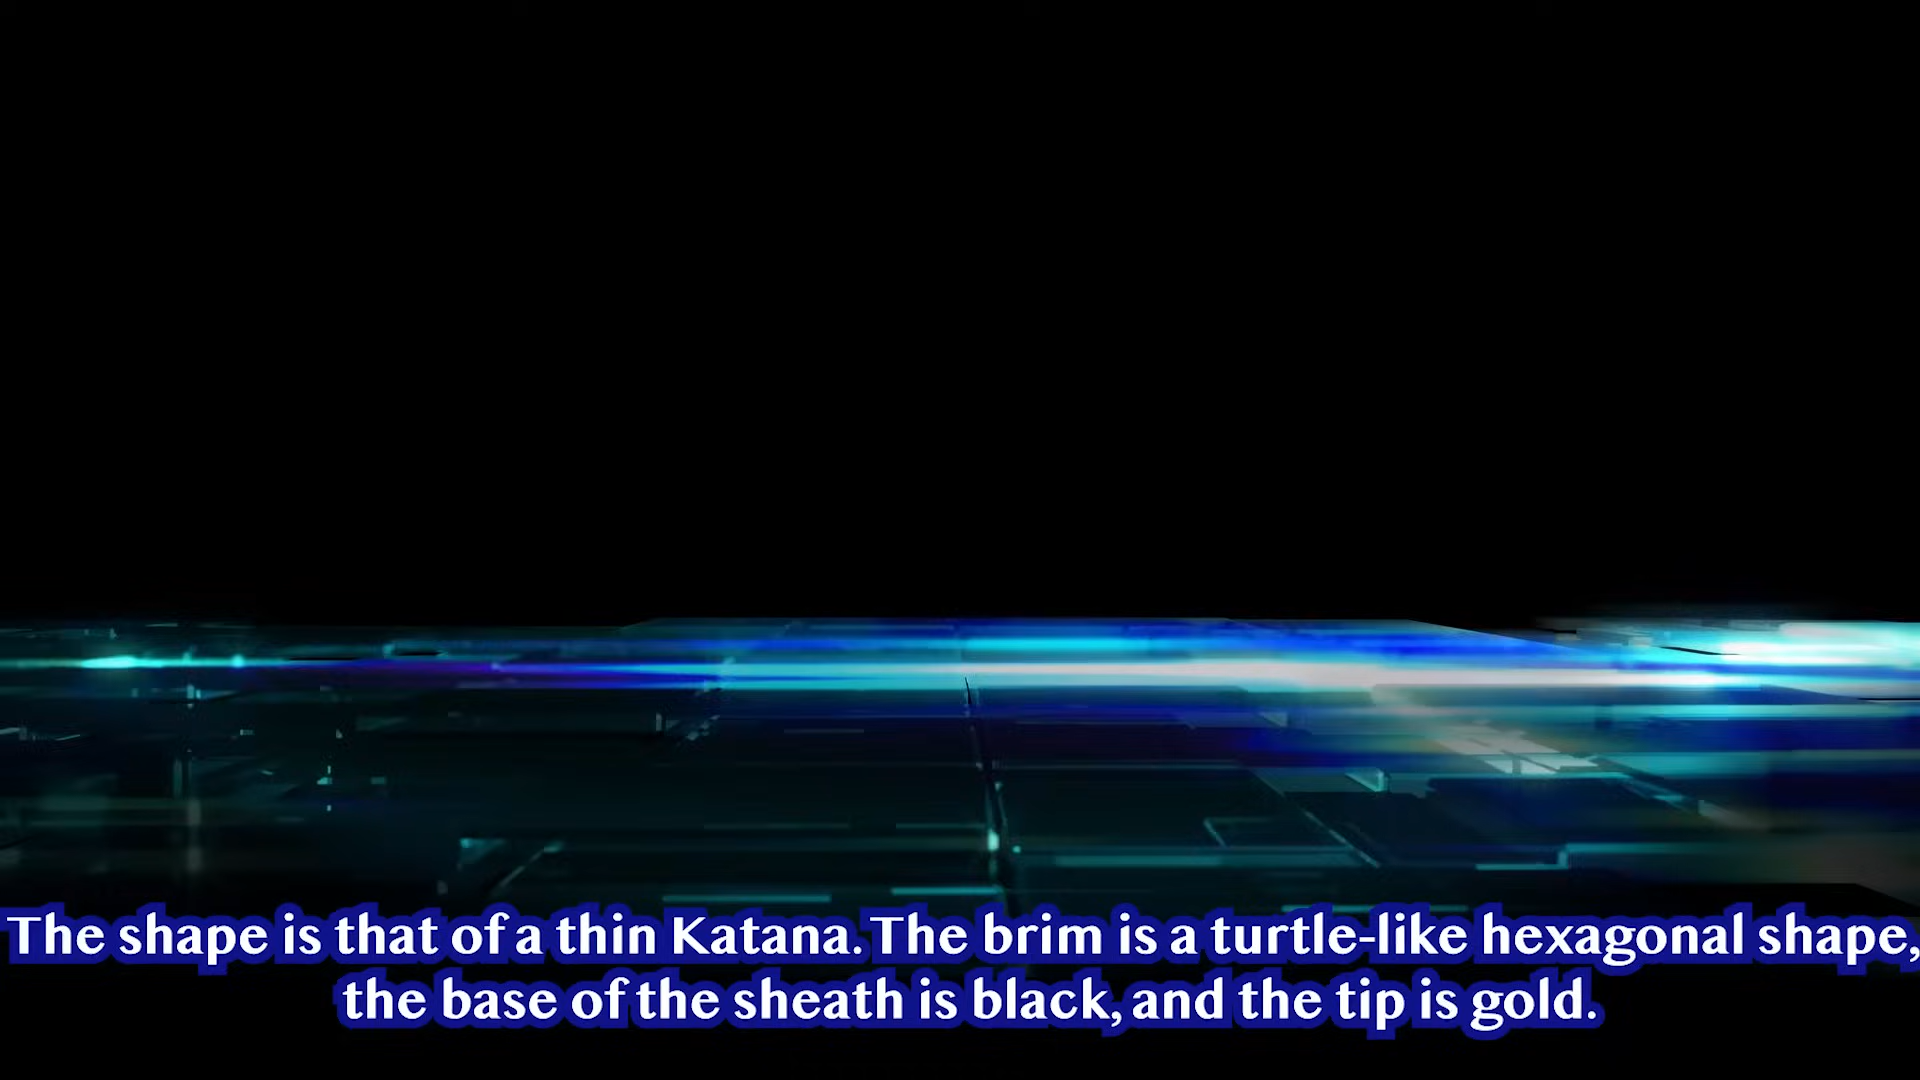 The shape is that of a thin Katana. The brim is a turtle-like hexagonal shape,
the base of the sheath is black, and the tip is gold.